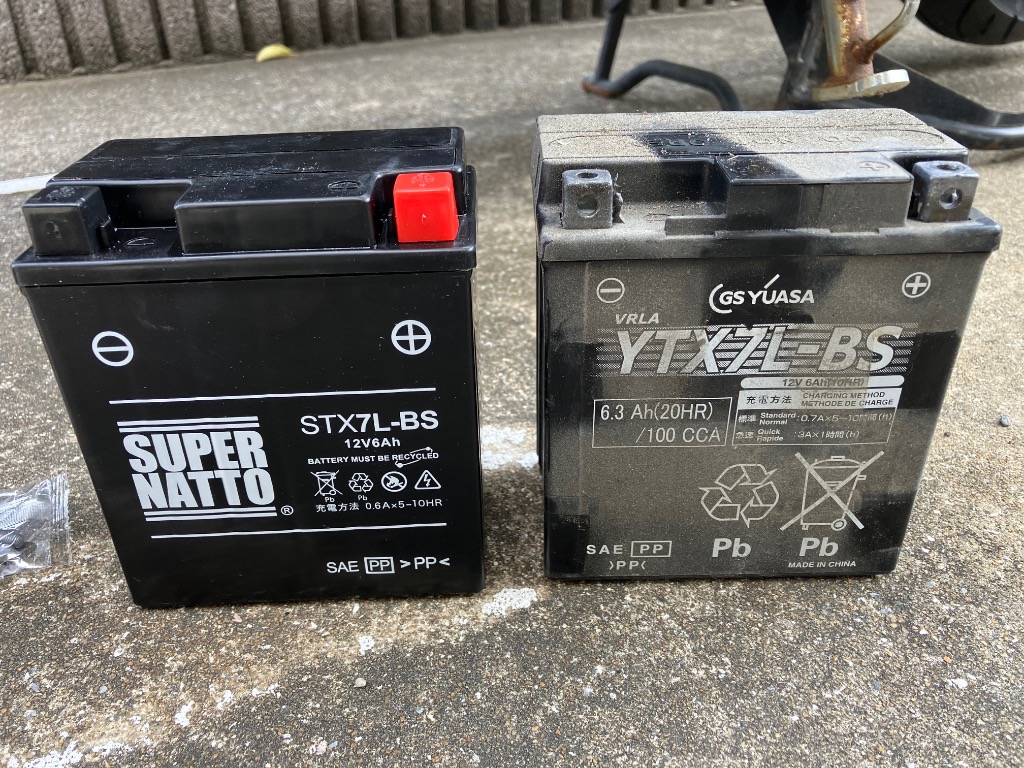 STX7L-BS
12V6Ah
BATTERY MUST BE RECYCLED
SUPER
NATTO
®
Pb Pb
充電方法 0.6A×5-10HR
SAE PP >PP<
GS YUASA
VRLA
YTX7L-BS
12V 6Ah(10HR)
6.3 Ah(20HR)
/100 CCA
充電方法 CHARGING METHOD
METHODE DE CHARGE
標準 Standard Normal : 0.7A×5-10時間(h)
急速 Quick Rapide : 3A×1時間(h)
SAE PP
>PP<
Pb Pb
MADE IN CHINA